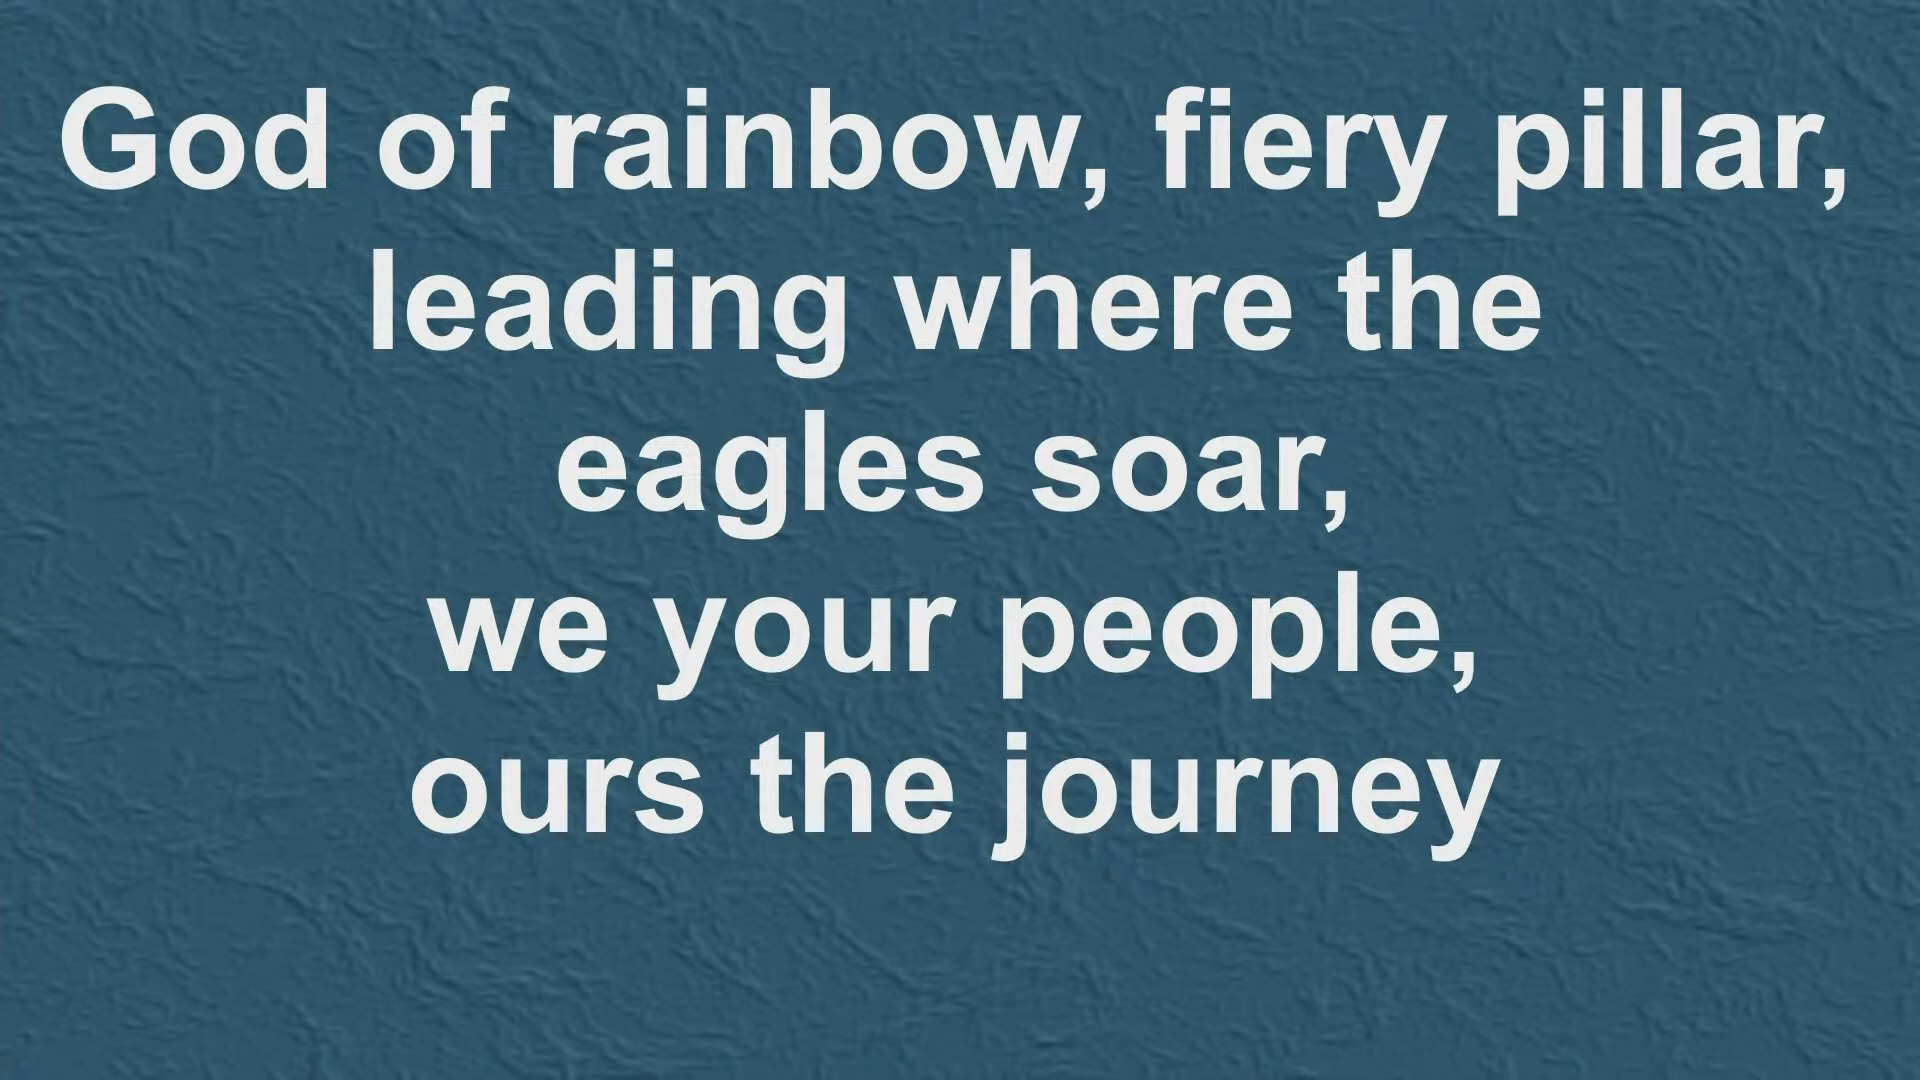 God of rainbow, fiery pillar,
leading where the
eagles soar,
we your people,
ours the journey